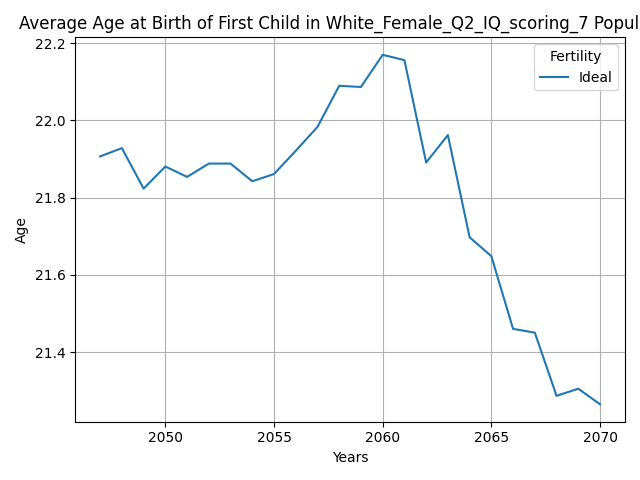 Average Age at Birth of First Child in White_Female_Q2_IQ_scoring_7 Popul
22.2
22.0
21.8
21.6
21.4
Age
Fertility
Ideal
2050 2055 2060 2065 2070
Years